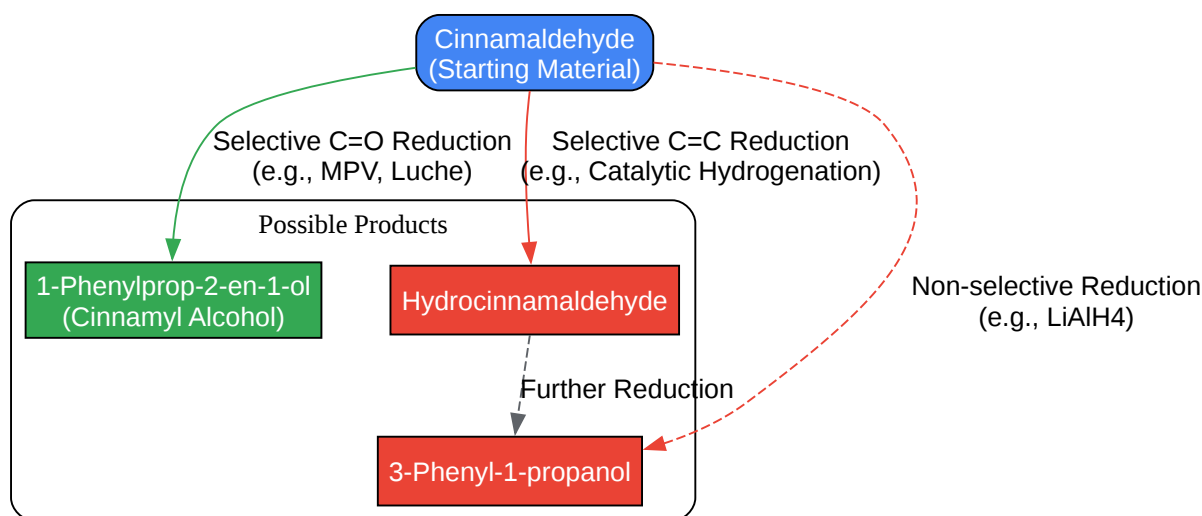 Cinnamaldehyde
(Starting Material)
Selective C=O Reduction
(e.g., MPV, Luche)
Selective C=C Reduction
(e.g., Catalytic Hydrogenation)
Possible Products
1-Phenylprop-2-en-1-ol
(Cinnamyl Alcohol)
Hydrocinnamaldehyde
Non-selective Reduction
(e.g., LiAlH4)
Further Reduction
3-Phenyl-1-propanol